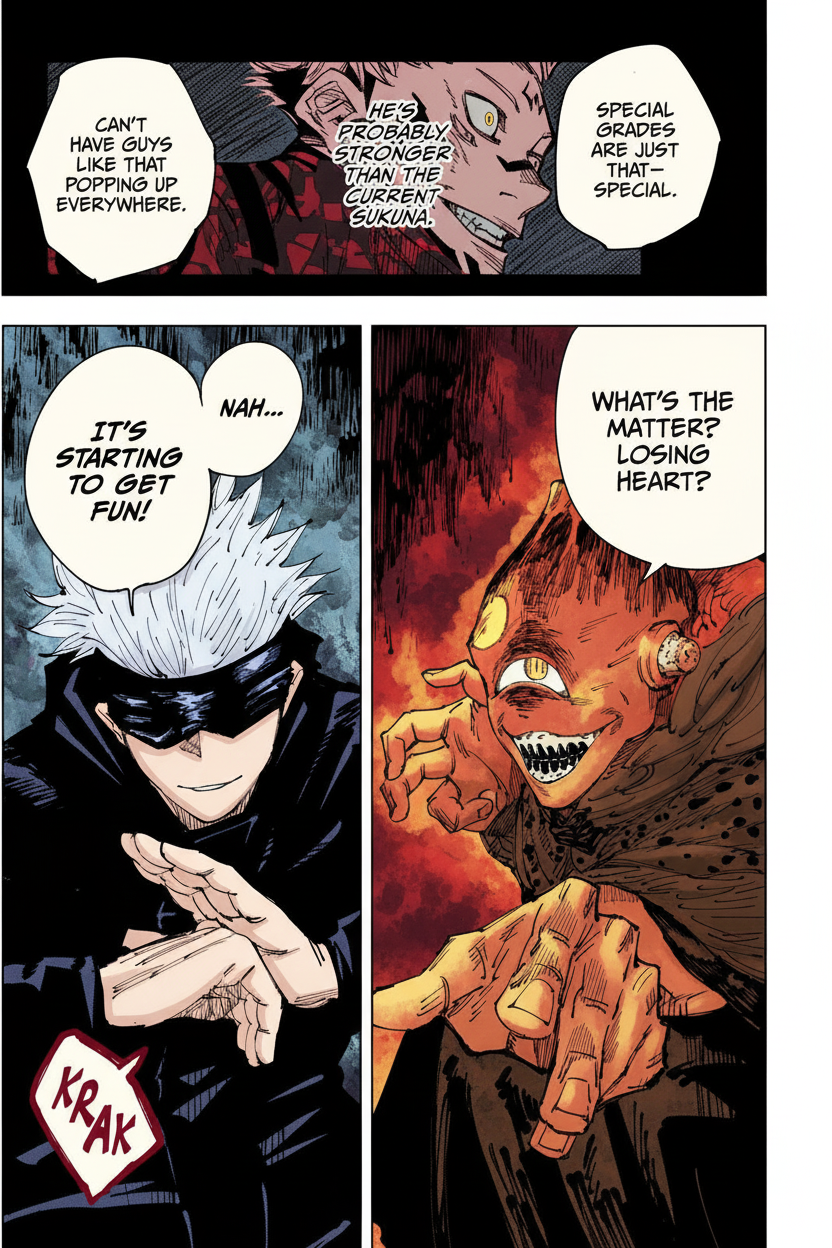 SPECIAL
GRADES
ARE JUST
THAT—
SPECIAL.
HE'S
PROBABLY
STRONGER
THAN THE
CURRENT
SUKUNA.
CAN'T
HAVE GUYS
LIKE THAT
POPPING UP
EVERYWHERE.
WHAT'S THE
MATTER?
LOSING
HEART?
NAH...
IT'S
STARTING
TO GET
FUN!
KRAK